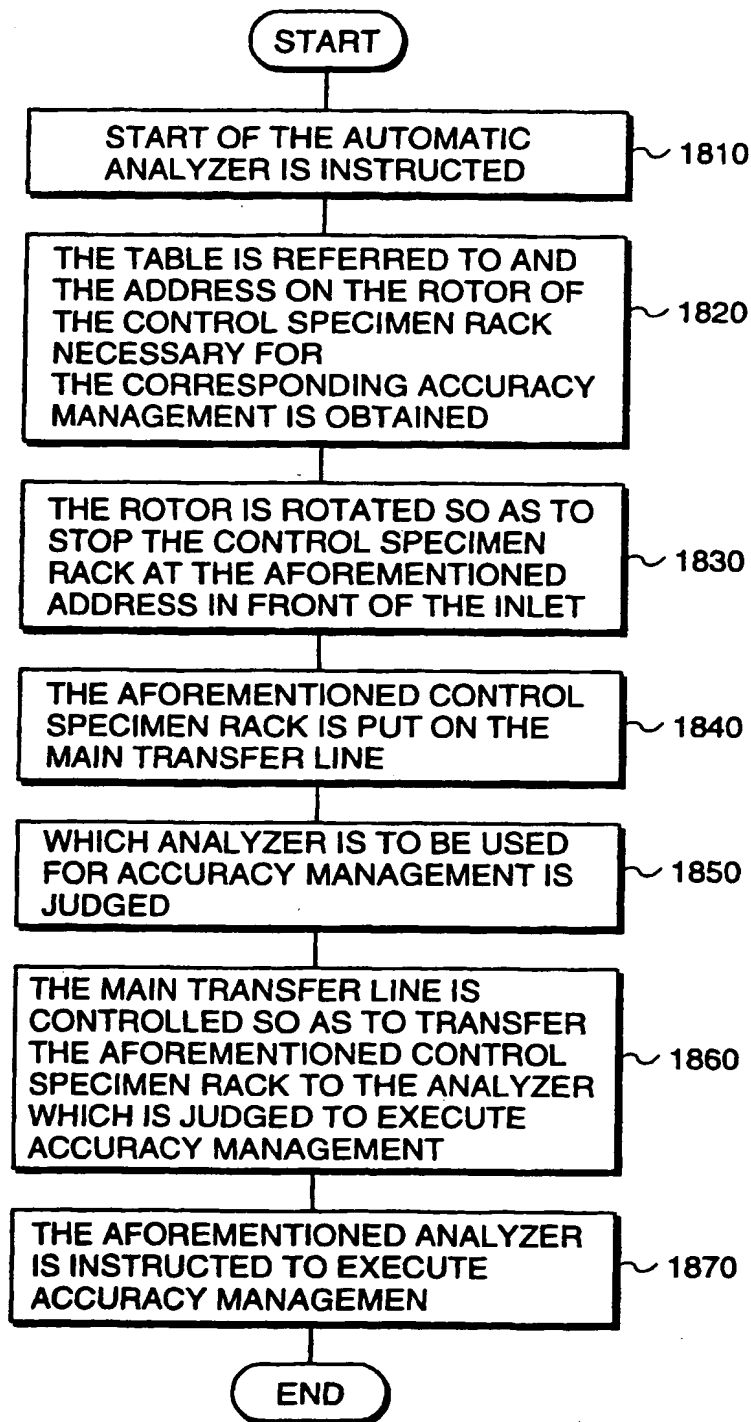 START
START OF THE AUTOMATIC
ANALYZER IS INSTRUCTED
1810
THE TABLE IS REFERRED TO AND
THE ADDRESS ON THE ROTOR OF
THE CONTROL SPECIMEN RACK
NECESSARY FOR
THE CORRESPONDING ACCURACY
MANAGEMENT IS OBTAINED
1820
THE ROTOR IS ROTATED SO AS TO
STOP THE CONTROL SPECIMEN
RACK AT THE AFOREMENTIONED
ADDRESS IN FRONT OF THE INLET
1830
THE AFOREMENTIONED CONTROL
SPECIMEN RACK IS PUT ON THE
MAIN TRANSFER LINE
1840
WHICH ANALYZER IS TO BE USED
FOR ACCURACY MANAGEMENT IS
JUDGED
1850
THE MAIN TRANSFER LINE IS
CONTROLLED SO AS TO TRANSFER
THE AFOREMENTIONED CONTROL
SPECIMEN RACK TO THE ANALYZER
WHICH IS JUDGED TO EXECUTE
ACCURACY MANAGEMENT
1860
THE AFOREMENTIONED ANALYZER
IS INSTRUCTED TO EXECUTE
ACCURACY MANAGEMEN
1870
END